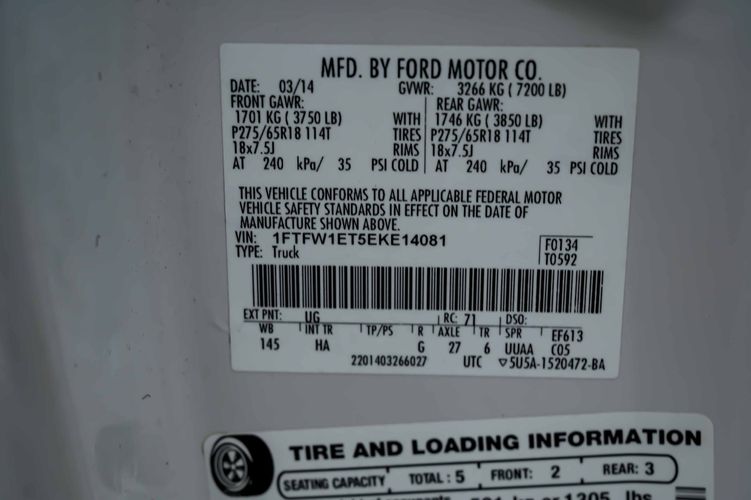 MFD. BY FORD MOTOR CO.
DATE: 03/14 GVWR: 3266 KG ( 7200 LB)
FRONT GAWR: REAR GAWR:
1701 KG ( 3750 LB) WITH 1746 KG ( 3850 LB) WITH
P275/65R18 114T TIRES P275/65R18 114T TIRES
18x7.5J RIMS 18x7.5J RIMS
AT 240 kPa/ 35 PSI COLD AT 240 kPa/ 35 PSI COLD
THIS VEHICLE CONFORMS TO ALL APPLICABLE FEDERAL MOTOR
VEHICLE SAFETY STANDARDS IN EFFECT ON THE DATE OF
MANUFACTURE SHOWN ABOVE.
VIN: 1FTFW1ET5EKE14081 F0134
TYPE: Truck T0592
EXT PNT: UG RC: 71 DSO:
WB INT TR TP/PS R AXLE TR SPR EF613
145 HA G 27 6 UUAA C05
2201403266027 UTC ▽5U5A-1520472-BA
TIRE AND LOADING INFORMATION
SEATING CAPACITY TOTAL: 5 FRONT: 2 REAR: 3
kg or 1205 lbs